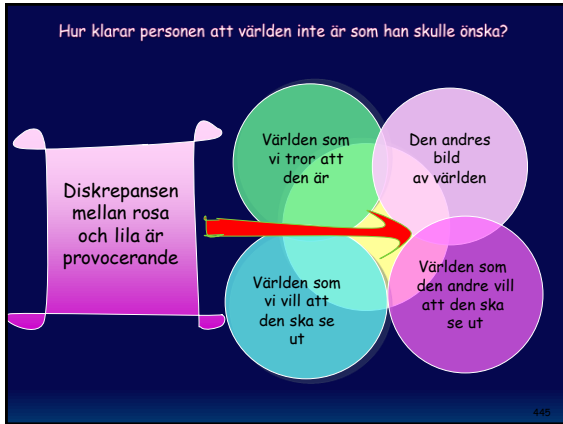 Hur klarar personen att världen inte är som han skulle önska?
Diskrepansen
mellan rosa
och lila är
provocerande
Världen som
vi tror att
den är
Den andres
bild
av världen
Världen som
vi vill att
den ska se
ut
Världen som
den andre vill
att den ska
se ut
445